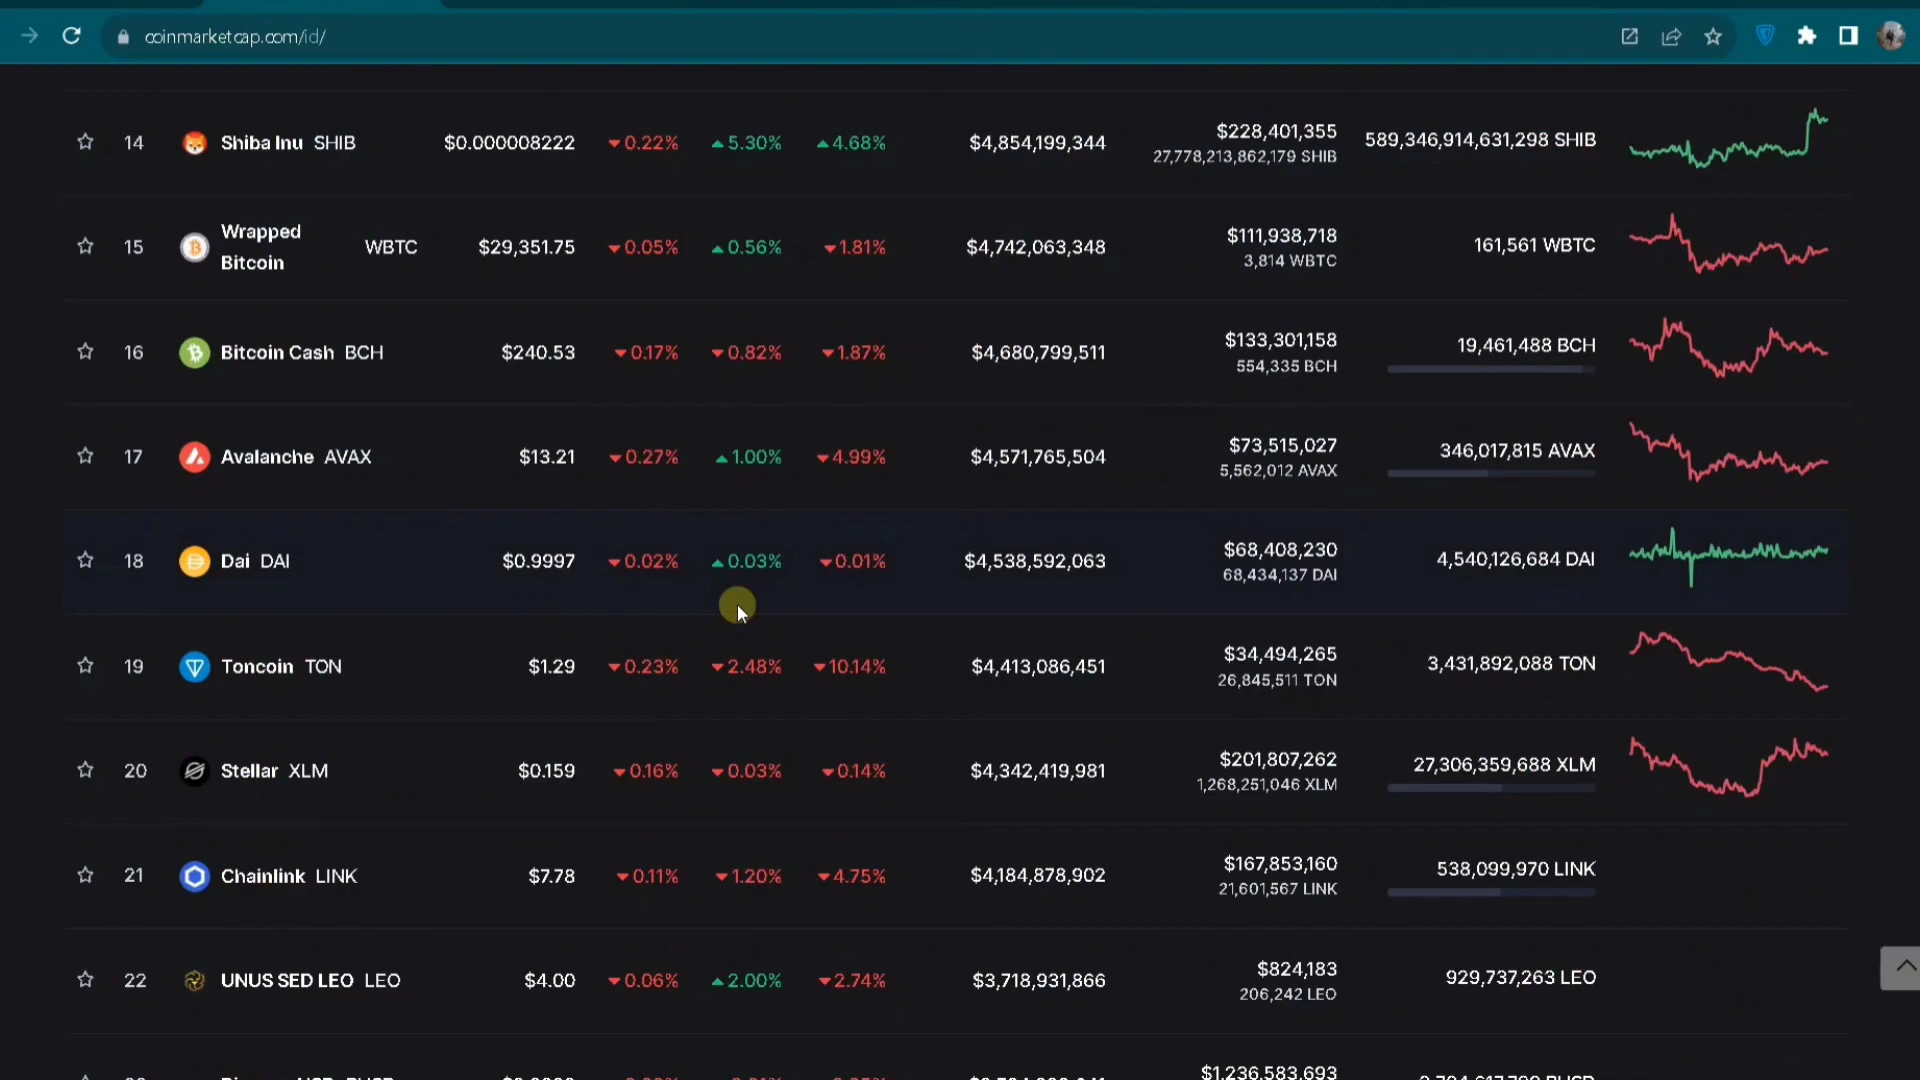 coinmarketcap.com/id/
14 Shiba Inu SHIB $0.000008222 0.22% 5.30% 4.68% $4,854,199,344 $228,401,355 589,346,914,631,298 SHIB
27,778,213,862,179 SHIB
15 Wrapped Bitcoin WBTC $29,351.75 0.05% 0.56% 1.81% $4,742,063,348 $111,938,718 161,561 WBTC
3,814 WBTC
16 Bitcoin Cash BCH $240.53 0.17% 0.82% 1.87% $4,680,799,511 $133,301,158 19,461,488 BCH
554,335 BCH
17 Avalanche AVAX $13.21 0.27% 1.00% 4.99% $4,571,765,504 $73,515,027 346,017,815 AVAX
5,562,012 AVAX
18 Dai DAI $0.9997 0.02% 0.03% 0.01% $4,538,592,063 $68,408,230 4,540,126,684 DAI
68,434,137 DAI
19 Toncoin TON $1.29 0.23% 2.48% 10.14% $4,413,086,451 $34,494,265 3,431,892,088 TON
26,845,511 TON
20 Stellar XLM $0.159 0.16% 0.03% 0.14% $4,342,419,981 $201,807,262 27,306,359,688 XLM
1,268,251,046 XLM
21 Chainlink LINK $7.78 0.11% 1.20% 4.75% $4,184,878,902 $167,853,160 538,099,970 LINK
21,601,567 LINK
22 UNUS SED LEO LEO $4.00 0.06% 2.00% 2.74% $3,718,931,866 $824,183 929,737,263 LEO
206,242 LEO
$1,236,583,693